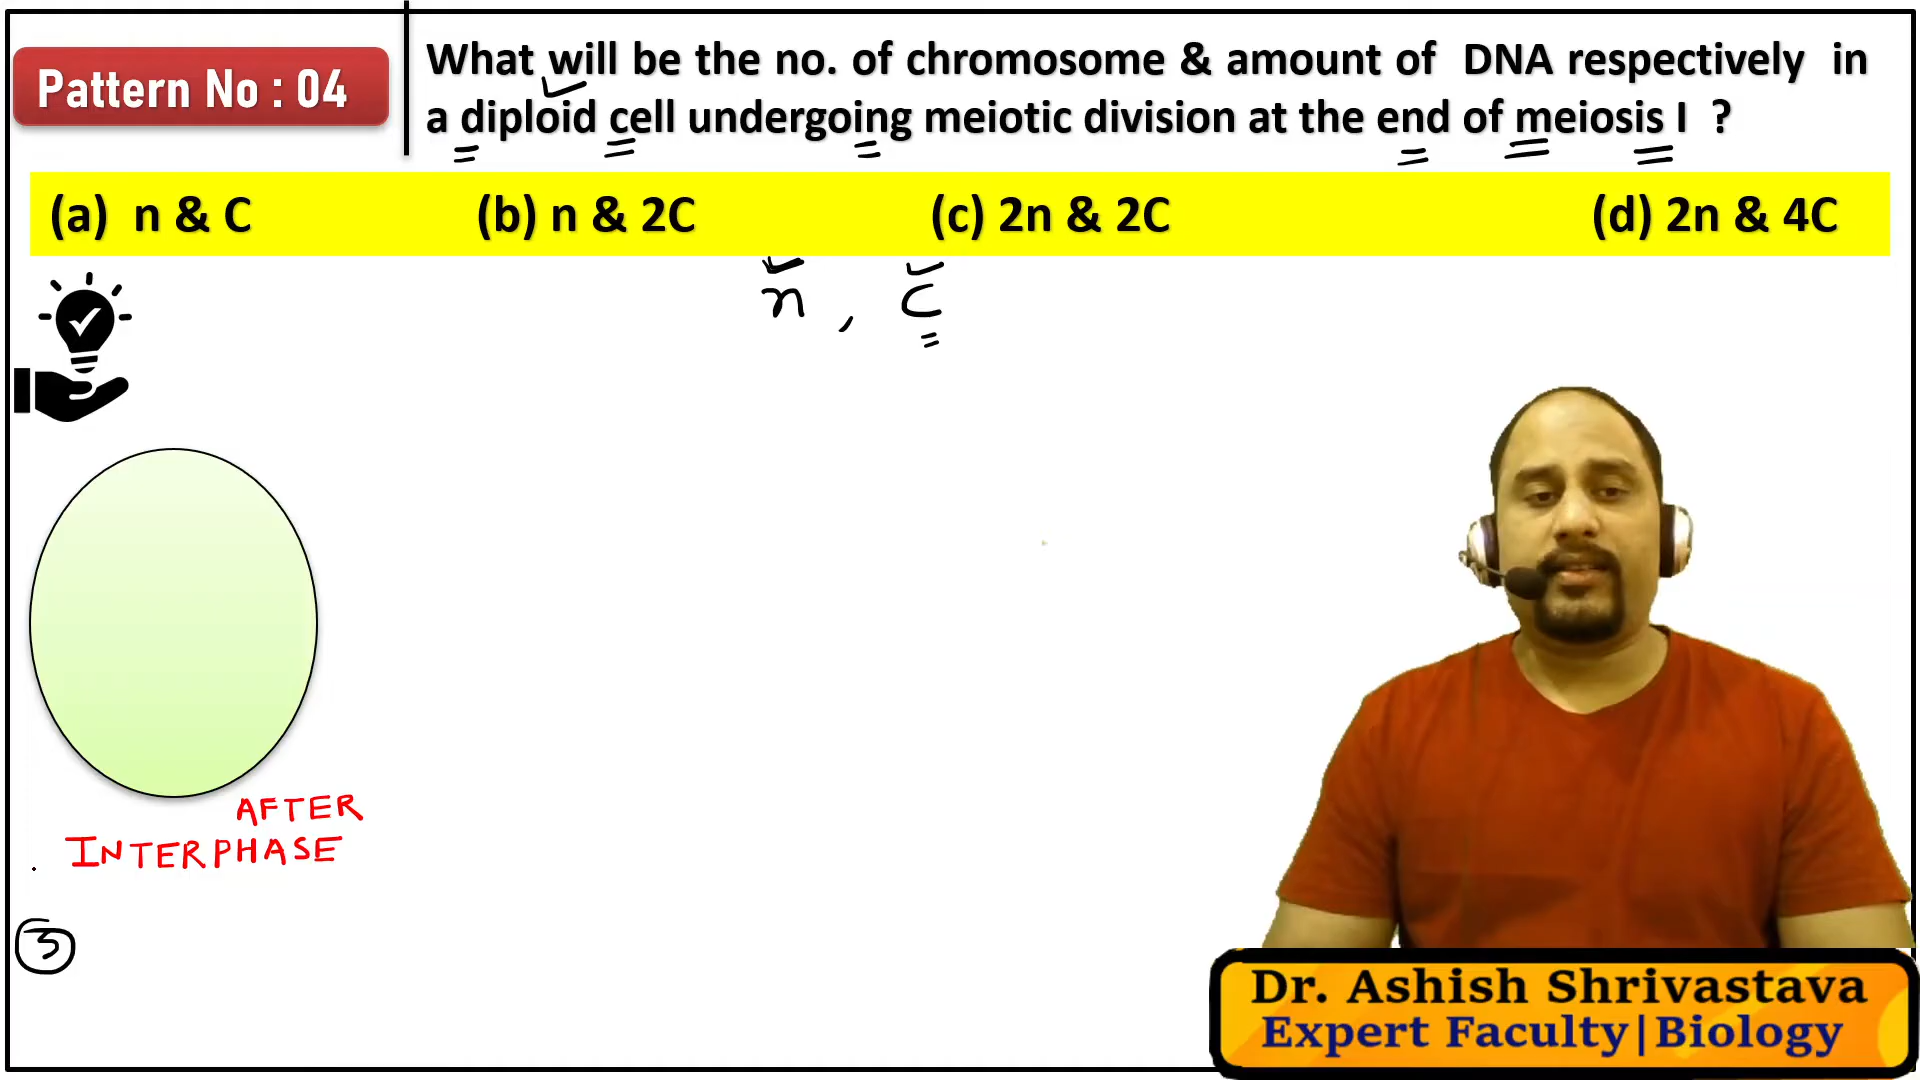 Pattern No : 04
What will be the no. of chromosome & amount of DNA respectively in
a diploid cell undergoing meiotic division at the end of meiosis I ?
(a) n & C (b) n & 2C (c) 2n & 2C (d) 2n & 4C
n , C
AFTER
INTERPHASE
3
Dr. Ashish Shrivastava
Expert Faculty|Biology